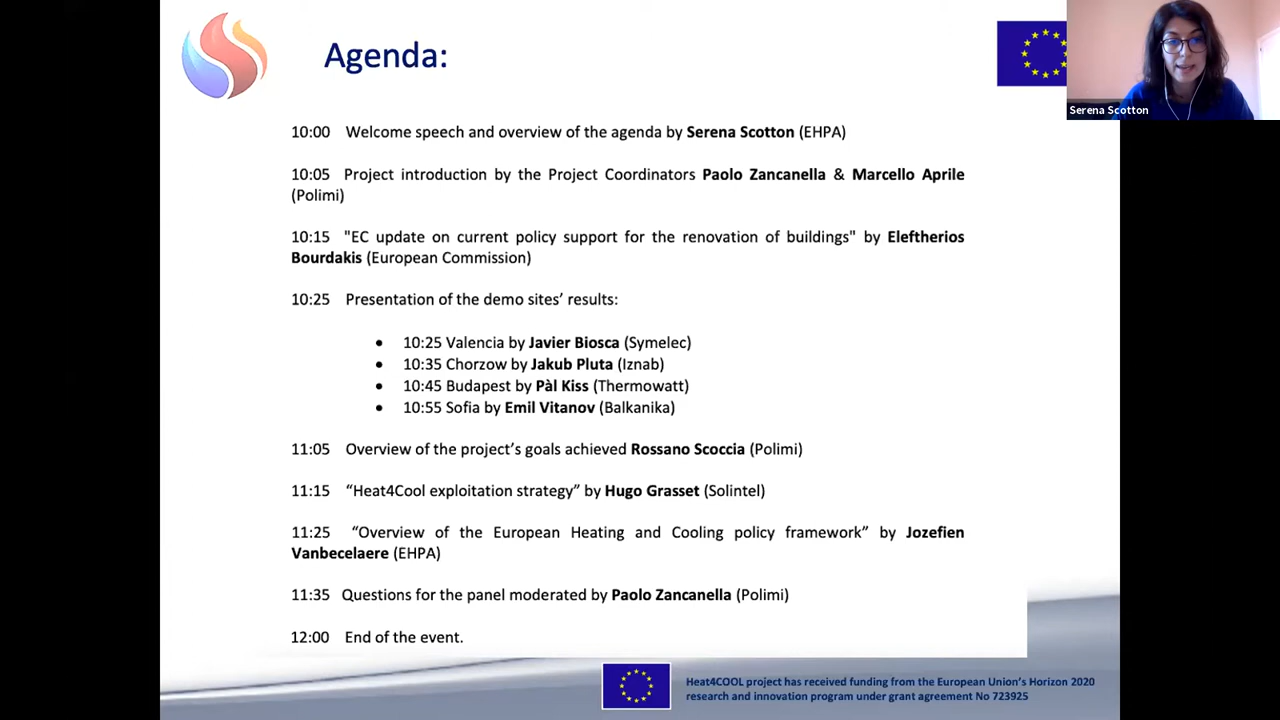 Agenda:
Serena Scotton
10:00 Welcome speech and overview of the agenda by Serena Scotton (EHPA)
10:05 Project introduction by the Project Coordinators Paolo Zancanella & Marcello Aprile
(Polimi)
10:15 "EC update on current policy support for the renovation of buildings" by Eleftherios
Bourdakis (European Commission)
10:25 Presentation of the demo sites’ results:
• 10:25 Valencia by Javier Biosca (Symelec)
• 10:35 Chorzow by Jakub Pluta (Iznab)
• 10:45 Budapest by Pàl Kiss (Thermowatt)
• 10:55 Sofia by Emil Vitanov (Balkanika)
11:05 Overview of the project’s goals achieved Rossano Scoccia (Polimi)
11:15 “Heat4Cool exploitation strategy” by Hugo Grasset (Solintel)
11:25 “Overview of the European Heating and Cooling policy framework” by Jozefien
Vanbecelaere (EHPA)
11:35 Questions for the panel moderated by Paolo Zancanella (Polimi)
12:00 End of the event.
Heat4COOL project has received funding from the European Union’s Horizon 2020
research and innovation program under grant agreement No 723925